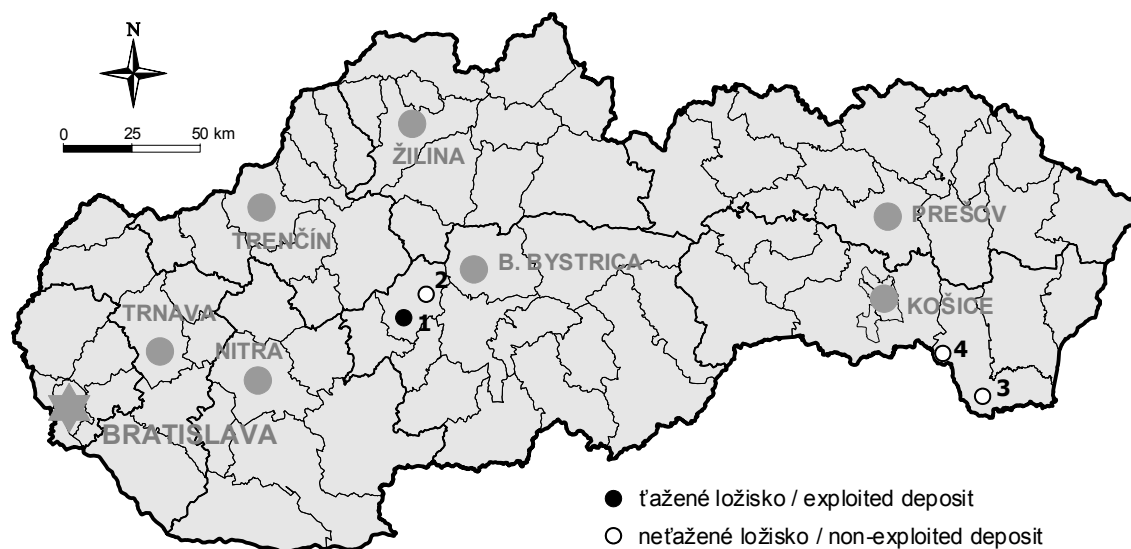 N
0 25 50 km
ŽILINA
TRENČÍN
PREŠOV
B. BYSTRICA
2
TRNAVA
1
KOŠICE
NITRA
4
3
BRATISLAVA
ťažené ložisko / exploited deposit
neťažené ložisko / non-exploited deposit